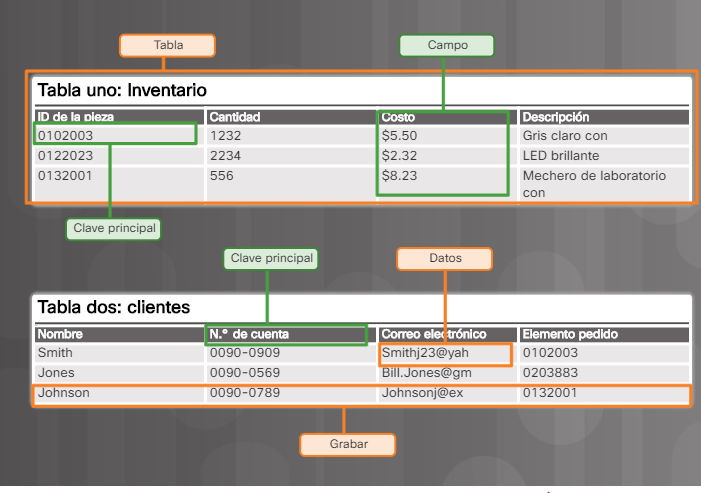 Tabla
Campo
Tabla uno: Inventario
ID de la pieza Cantidad Costo Descripción
0102003 1232 $5.50 Gris claro con
0122023 2234 $2.32 LED brillante
0132001 556 $8.23 Mechero de laboratorio
con
Clave principal
Clave principal
Datos
Tabla dos: clientes
Nombre N.º de cuenta Correo electrónico Elemento pedido
Smith 0090-0909 Smithj23@yah 0102003
Jones 0090-0569 Bill.Jones@gm 0203883
Johnson 0090-0789 Johnsonj@ex 0132001
Grabar